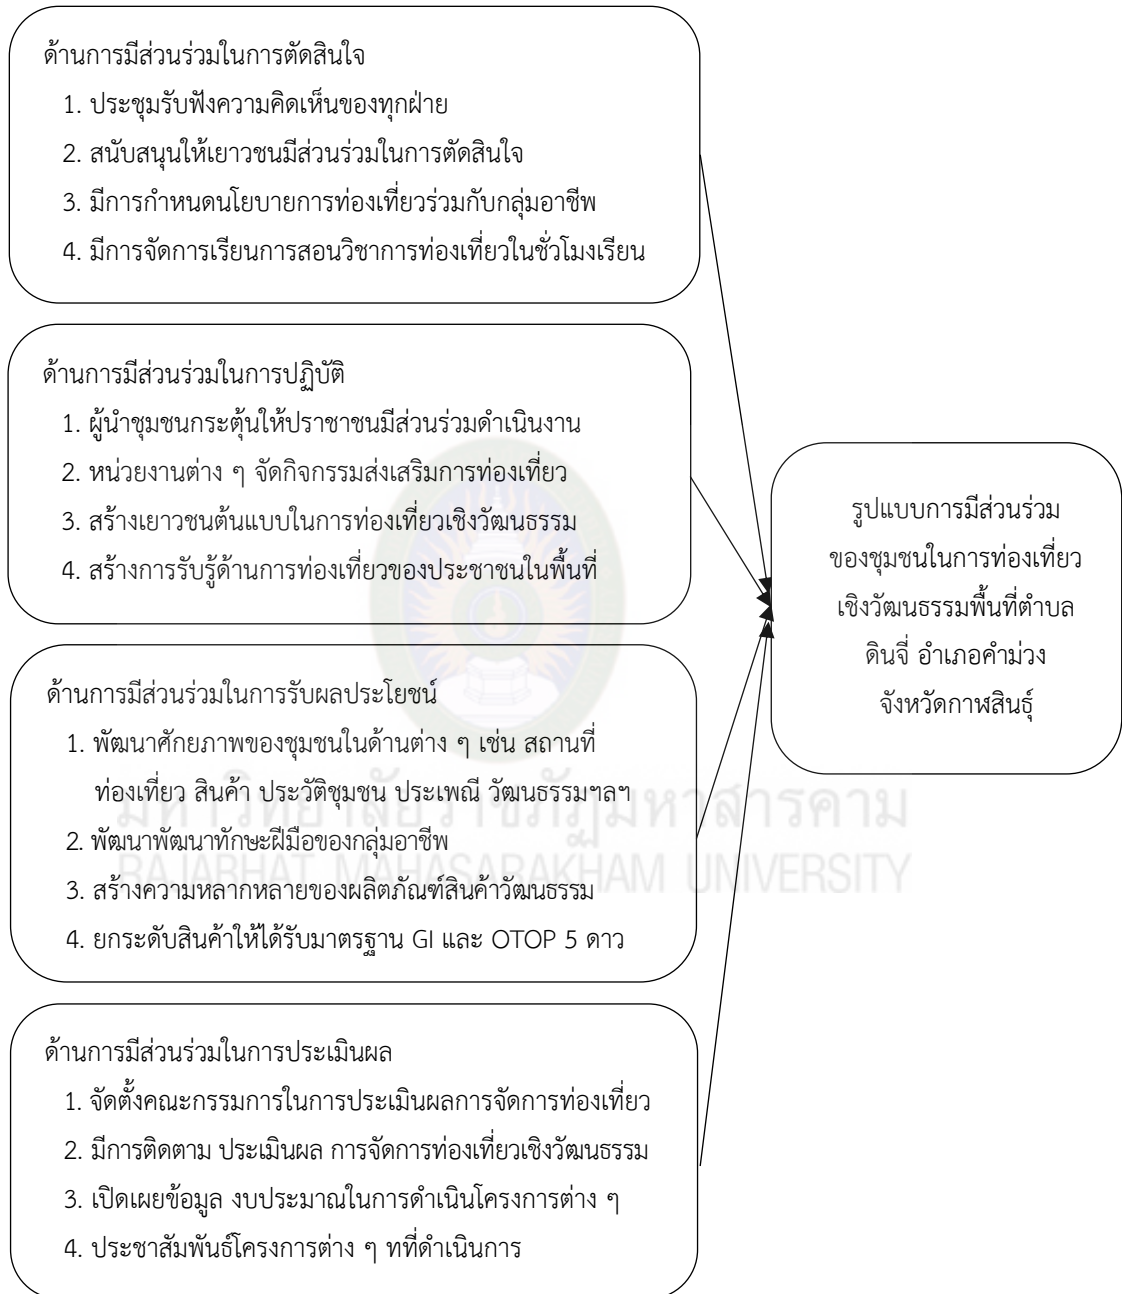 ด้านการมีส่วนร่วมในการตัดสินใจ
1. ประชุมรับฟังความคิดเห็นของทุกฝ่าย
2. สนับสนุนให้เยาวชนมีส่วนร่วมในการตัดสินใจ
3. มีการกำหนดนโยบายการท่องเที่ยวร่วมกับกลุ่มอาชีพ
4. มีการจัดการเรียนการสอนวิชาการท่องเที่ยวในชั่วโมงเรียน
ด้านการมีส่วนร่วมในการปฏิบัติ
1. ผู้นำชุมชนกระตุ้นให้ปราชาชนมีส่วนร่วมดำเนินงาน
2. หน่วยงานต่าง ๆ จัดกิจกรรมส่งเสริมการท่องเที่ยว
3. สร้างเยาวชนต้นแบบในการท่องเที่ยวเชิงวัฒนธรรม
4. สร้างการรับรู้ด้านการท่องเที่ยวของประชาชนในพื้นที่
ด้านการมีส่วนร่วมในการรับผลประโยชน์
1. พัฒนาศักยภาพของชุมชนในด้านต่าง ๆ เช่น สถานที่
ท่องเที่ยว สินค้า ประวัติชุมชน ประเพณี วัฒนธรรมฯลฯ
2. พัฒนาพัฒนาทักษะฝีมือของกลุ่มอาชีพ
3. สร้างความหลากหลายของผลิตภัณฑ์สินค้าวัฒนธรรม
4. ยกระดับสินค้าให้ได้รับมาตรฐาน GI และ OTOP 5 ดาว
ด้านการมีส่วนร่วมในการประเมินผล
1. จัดตั้งคณะกรรมการในการประเมินผลการจัดการท่องเที่ยว
2. มีการติดตาม ประเมินผล การจัดการท่องเที่ยวเชิงวัฒนธรรม
3. เปิดเผยข้อมูล งบประมาณในการดำเนินโครงการต่าง ๆ
4. ประชาสัมพันธ์โครงการต่าง ๆ ทที่ดำเนินการ
รูปแบบการมีส่วนร่วม
ของชุมชนในการท่องเที่ยว
เชิงวัฒนธรรมพื้นที่ตำบล
ดินจี่ อำเภอคำม่วง
จังหวัดกาฬสินธุ์
มหาวิทยาลัยราชภัฏมหาสารคาม
RAJABHAT MAHASARAKHAM UNIVERSITY